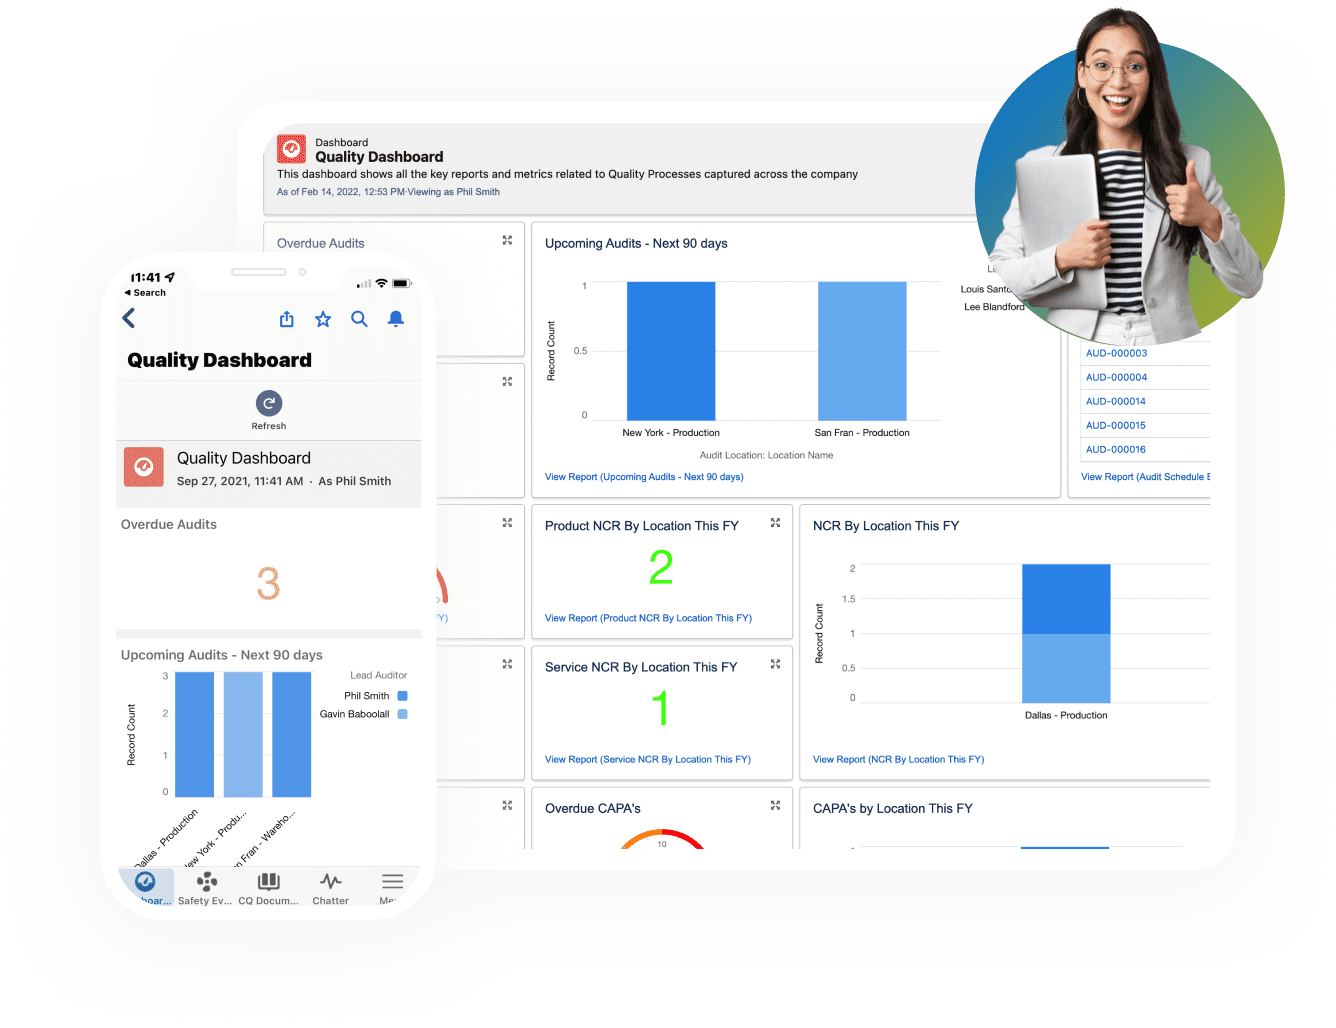 Dashboard
Quality Dashboard
This dashboard shows all the key reports and metrics related to Quality Processes captured across the company
As of Feb 14, 2022, 12:53 PM·Viewing as Phil Smith
Overdue Audits
Upcoming Audits - Next 90 days
1
0.5
0
Record Count
New York - Production
San Fran - Production
Audit Location: Location Name
View Report (Upcoming Audits - Next 90 days)
Louis
Lee Blandford
AUD-000003
AUD-000004
AUD-000014
AUD-000015
AUD-000016
View Report (Audit Schedule
Product NCR By Location This FY
2
View Report (Product NCR By Location This FY)
NCR By Location This FY
2
1.5
1
0.5
0
Record Count
Dallas - Production
View Report (NCR By Location This FY)
Service NCR By Location This FY
1
View Report (Service NCR By Location This FY)
Overdue CAPA's
10
CAPA's by Location This FY
11:41
Search
Quality Dashboard
Refresh
Quality Dashboard
Sep 27, 2021, 11:41 AM · As Phil Smith
Overdue Audits
3
Upcoming Audits - Next 90 days
Lead Auditor
Phil Smith
Gavin Baboolall
3
2
1
0
Record Count
Dallas - Production
New York - Produ...
San Fran - Wareho...
Safety Ev...
CQ Docum...
Chatter